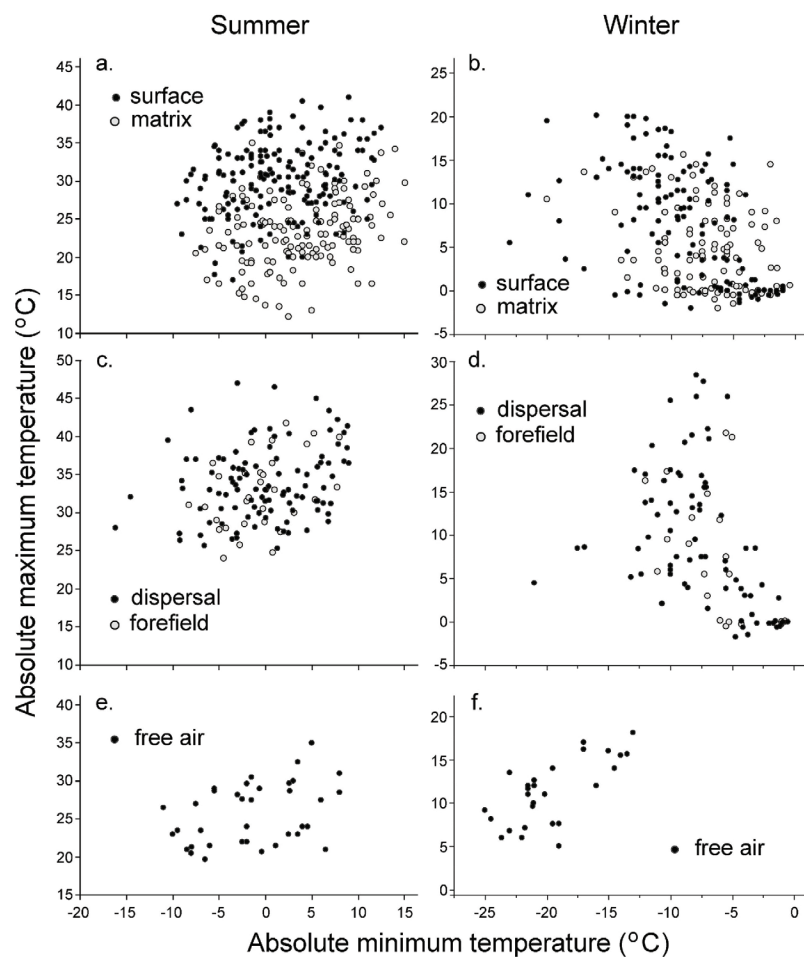 Summer
Winter
a.
surface
matrix
45
40
35
30
25
20
15
10
b.
surface
matrix
25
20
15
10
5
0
-5
c.
dispersal
forefield
50
45
40
35
30
25
20
15
10
d.
dispersal
forefield
30
25
20
15
10
5
0
-5
e.
free air
40
35
30
25
20
15
f.
free air
20
15
10
5
0
-20 -15 -10 -5 0 5 10 15
-25 -20 -15 -10 -5 0
Absolute maximum temperature (°C)
Absolute minimum temperature (°C)